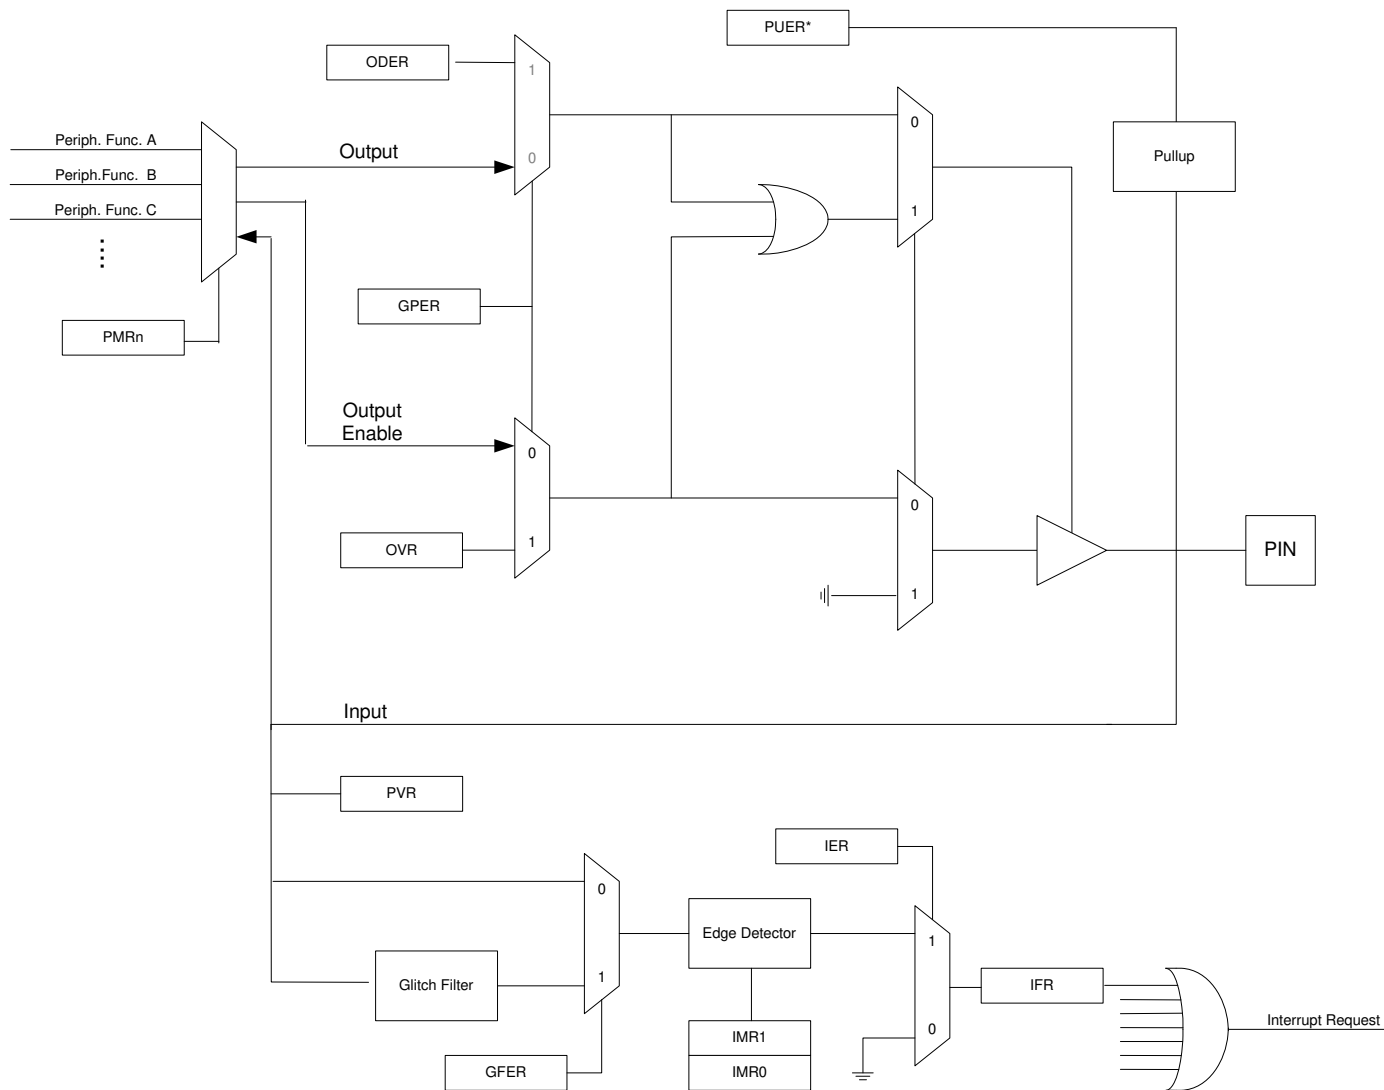 PUER*
ODER
1
0
Periph. Func. A
Output
0
Pullup
Periph.Func. B
Periph. Func. C
1
GPER
PMRn
Output
Enable
0
0
OVR
1
PIN
1
Input
PVR
IER
0
Edge Detector
1
Glitch Filter
1
IFR
Interrupt Request
0
IMR1
GFER
IMR0